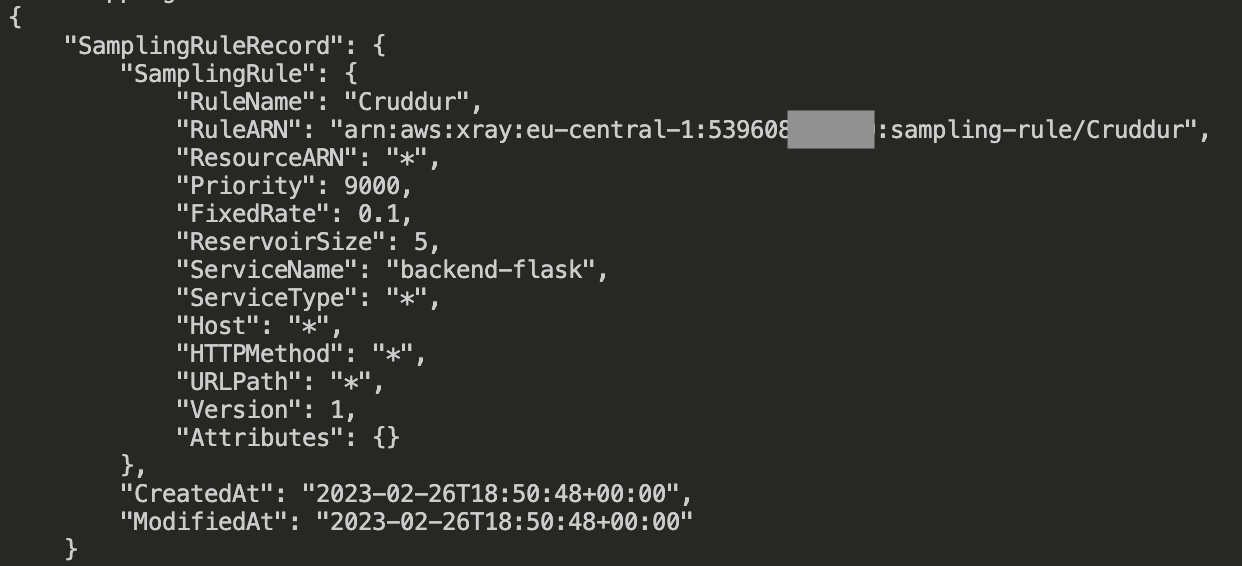 {
    "SamplingRuleRecord": {
        "SamplingRule": {
            "RuleName": "Cruddur",
            "RuleARN": "arn:aws:xray:eu-central-1:539608 :sampling-rule/Cruddur",
            "ResourceARN": "*",
            "Priority": 9000,
            "FixedRate": 0.1,
            "ReservoirSize": 5,
            "ServiceName": "backend-flask",
            "ServiceType": "*",
            "Host": "*",
            "HTTPMethod": "*",
            "URLPath": "*",
            "Version": 1,
            "Attributes": {}
        },
        "CreatedAt": "2023-02-26T18:50:48+00:00",
        "ModifiedAt": "2023-02-26T18:50:48+00:00"
    }